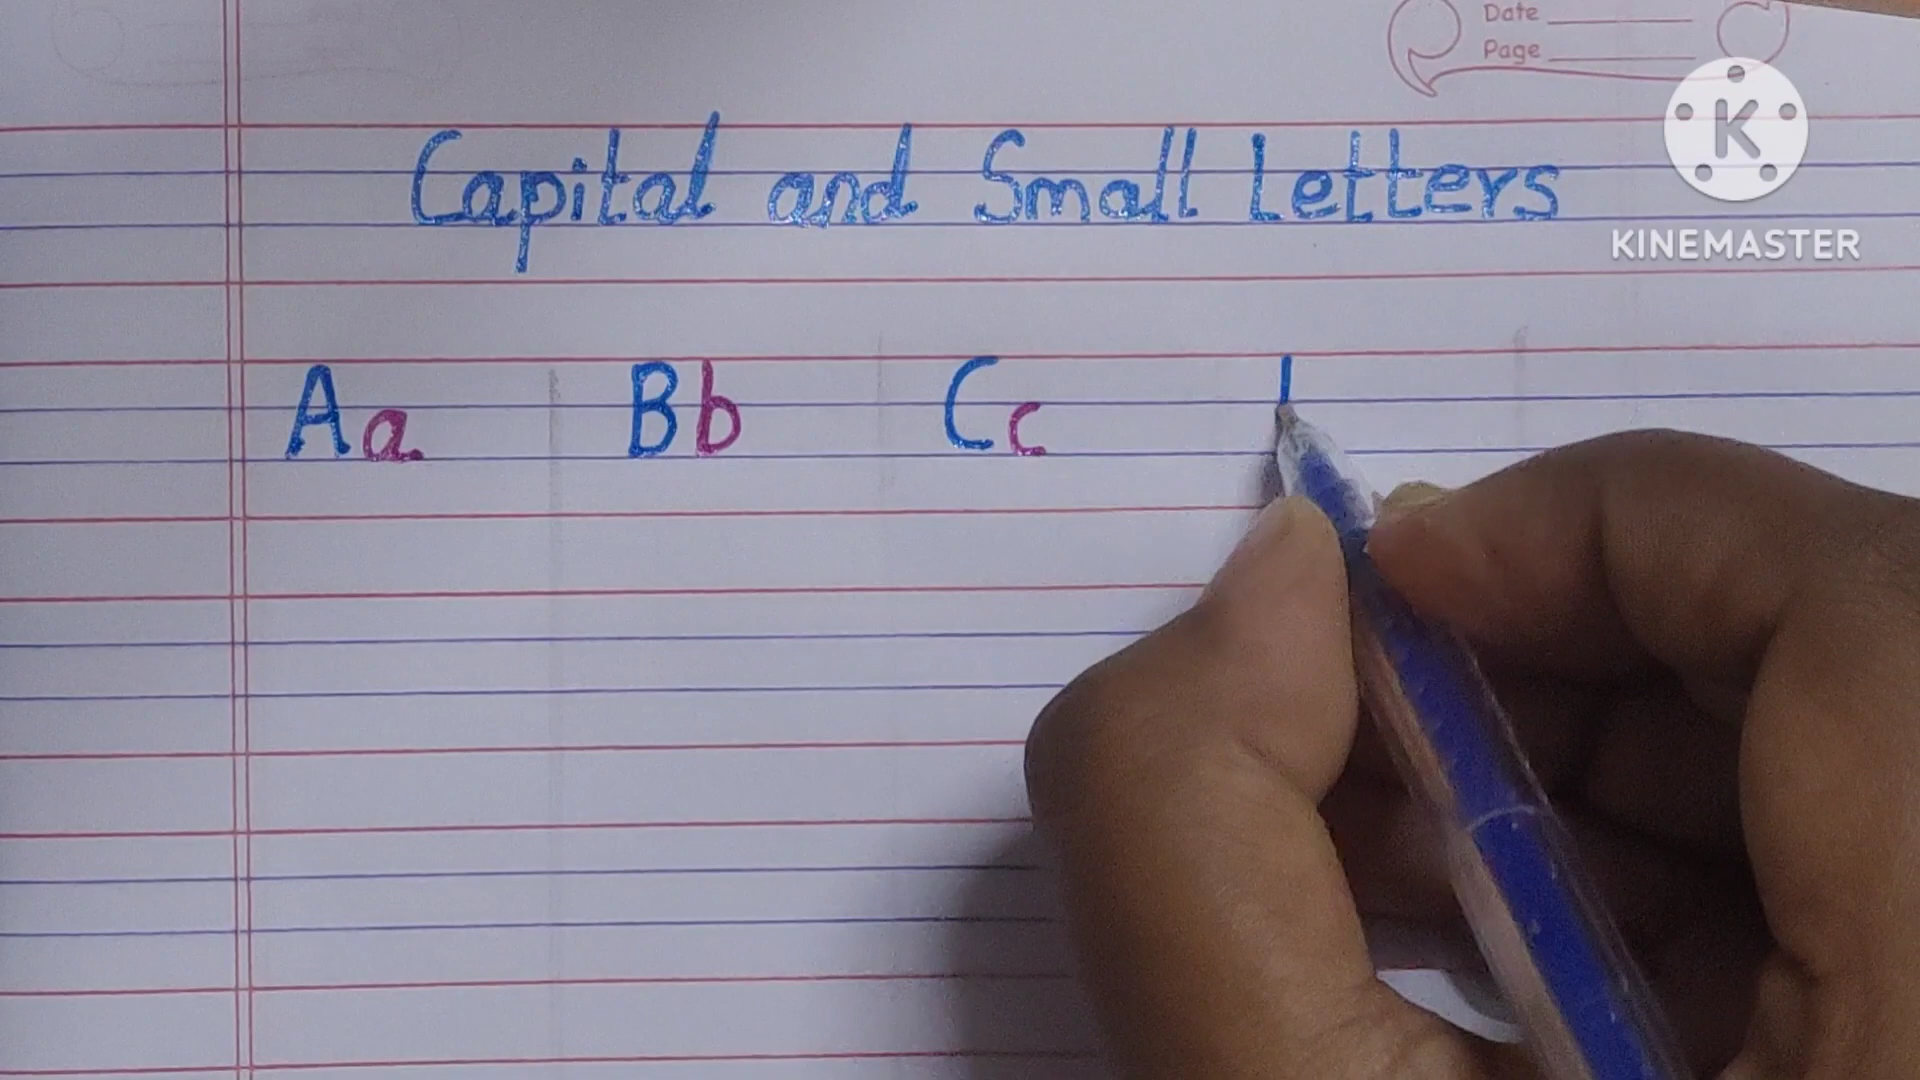 Date
Page
K
KINEMASTER
Capital and Small Letters
Aa Bb Cc